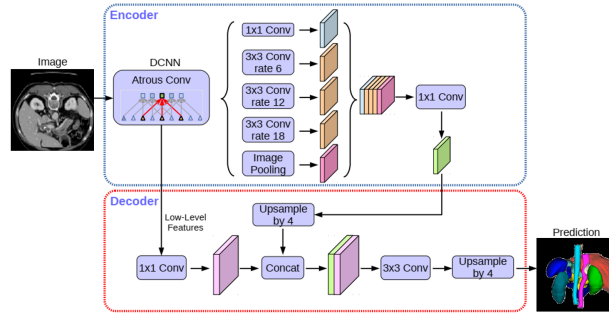 Encoder
Image
DCNN
Atrous Conv
1x1 Conv
3x3 Conv
rate 6
3x3 Conv
rate 12
3x3 Conv
rate 18
Image
Pooling
1x1 Conv
Decoder
Low-Level
Features
Upsample
by 4
1x1 Conv
Concat
3x3 Conv
Upsample
by 4
Prediction